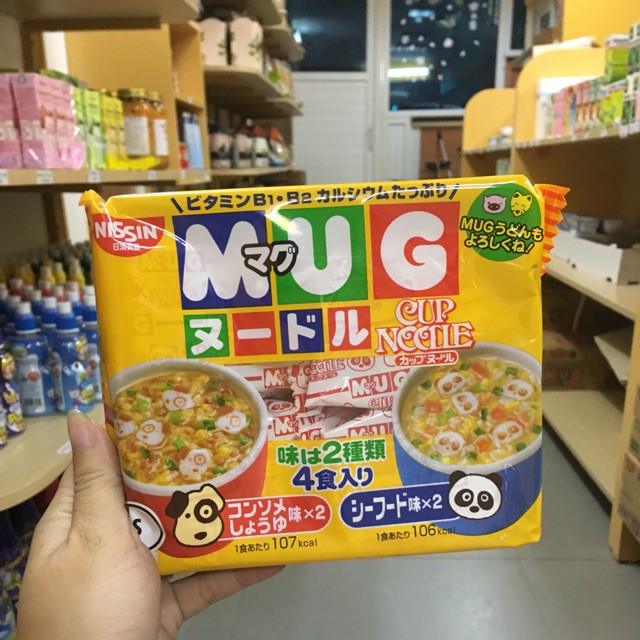 \ビタミンB1・B2 カルシウムたっぷり/
NISSIN
日清食品
MUG
マグ
ヌードル
CUP
NOODLE
カップヌードル
MUGうどんも
よろしくね!
味は2種類
4食入り
コンソメ
しょうゆ味×2
1食あたり107kcal
シーフード味×2
1食あたり106kcal